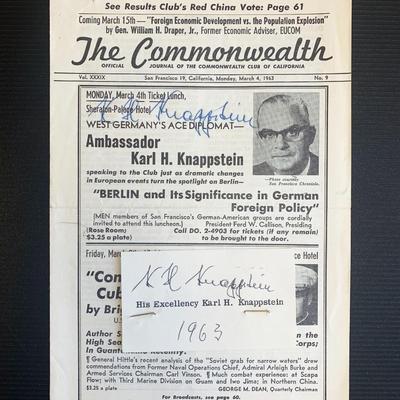 See Results Club's Red China Vote: Page 61
Coming March 15th— "Foreign Economic Development vs. the Population Explosion"
by Gen. William H. Draper, Jr., Former Economic Adviser, EUCOM
The Commonwealth
OFFICIAL JOURNAL OF THE COMMONWEALTH CLUB OF CALIFORNIA
Vol. XXXIX San Francisco 19, California, Monday, March 4, 1963 No. 9
MONDAY, March 4th Ticket Lunch,
Sheraton-Palace Hotel
K H Knappstein
WEST GERMANY'S ACE DIPLOMAT—
Ambassador
Karl H. Knappstein
speaking to the Club just as dramatic changes
in European events turn the spotlight on Berlin—
—Photo courtesy
San Francisco Chronicle.
"BERLIN and Its Significance in German
Foreign Policy"
(MEN members of San Francisco's German-American groups are cordially
invited to attend this luncheon.) President Ford W. Callison, Presiding
(Rose Room) Call DO. 2-4903 for tickets (if any remain)
$3.25 a plate) to be brought to the door.
Friday, March Hotel
"Con
Cub
by Brig
U.S.
K H Knappstein
His Excellency Karl H. Knappstein
1963
Author S
the High Sea Corps;
In Guantanamo Recently.
¶ General Hittle's recent analysis of the "Soviet grab for narrow waters" drew
commendations from Former Naval Operations Chief, Admiral Arleigh Burke and
Armed Services Chairman Carl Vinson. ¶ Much combat experience: at Scapa
Flow; with Third Marine Division on Guam and Iwo Jima; in Northern China.
$3.25 a plate) GEORGE M. DEAN, Quarterly Chairman
For Broadcasts, see page 60.